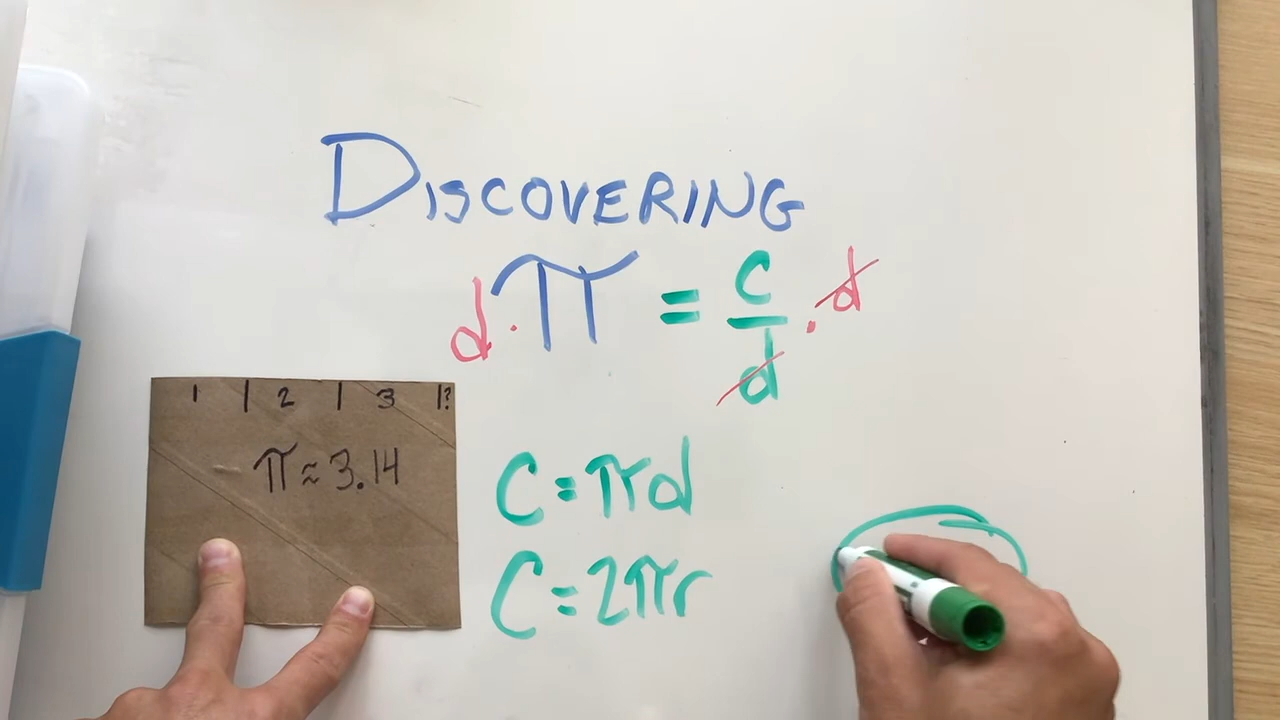 DISCOVERING
d·π = c/d · d
1 | 2 | 3 |?
π≈3.14
C=πd
C=2πr